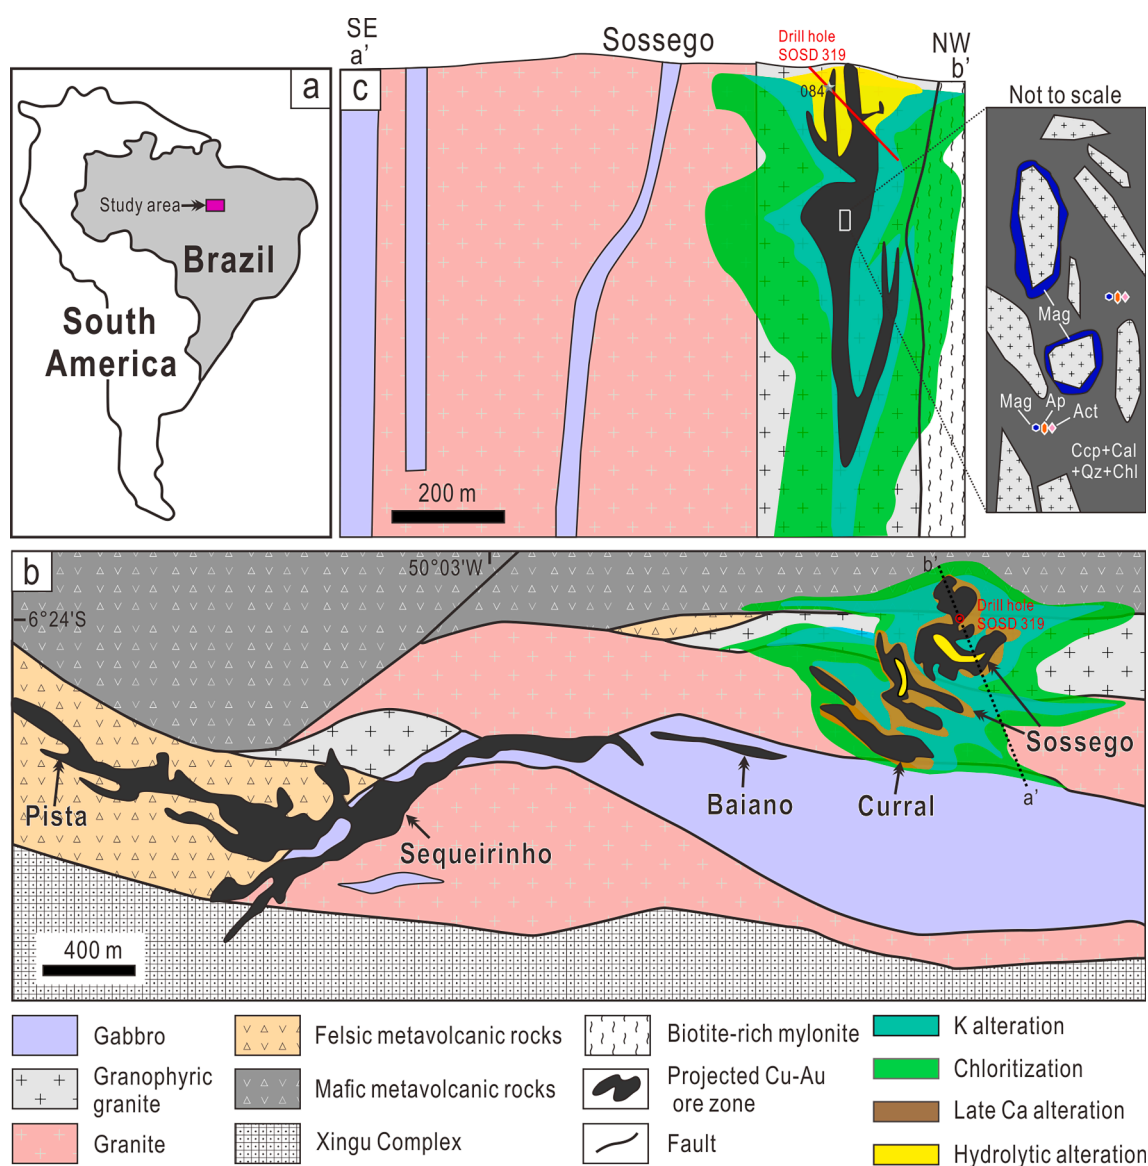 a
Study area
Brazil
South
America
SE
a'
c
Sossego
Drill hole
SOSD 319
NW
b'
084
200 m
Not to scale
Mag
Mag
Ap
Act
Ccp+Cal
+Qz+Chl
b
50°03'W
6°24'S
b'
Drill hole
SOSD 319
Sossego
a'
Pista
Sequeirinho
Baiano
Curral
400 m
Gabbro
Granophyric
granite
Granite
Felsic metavolcanic rocks
Mafic metavolcanic rocks
Xingu Complex
Biotite-rich mylonite
Projected Cu-Au
ore zone
Fault
K alteration
Chloritization
Late Ca alteration
Hydrolytic alteration